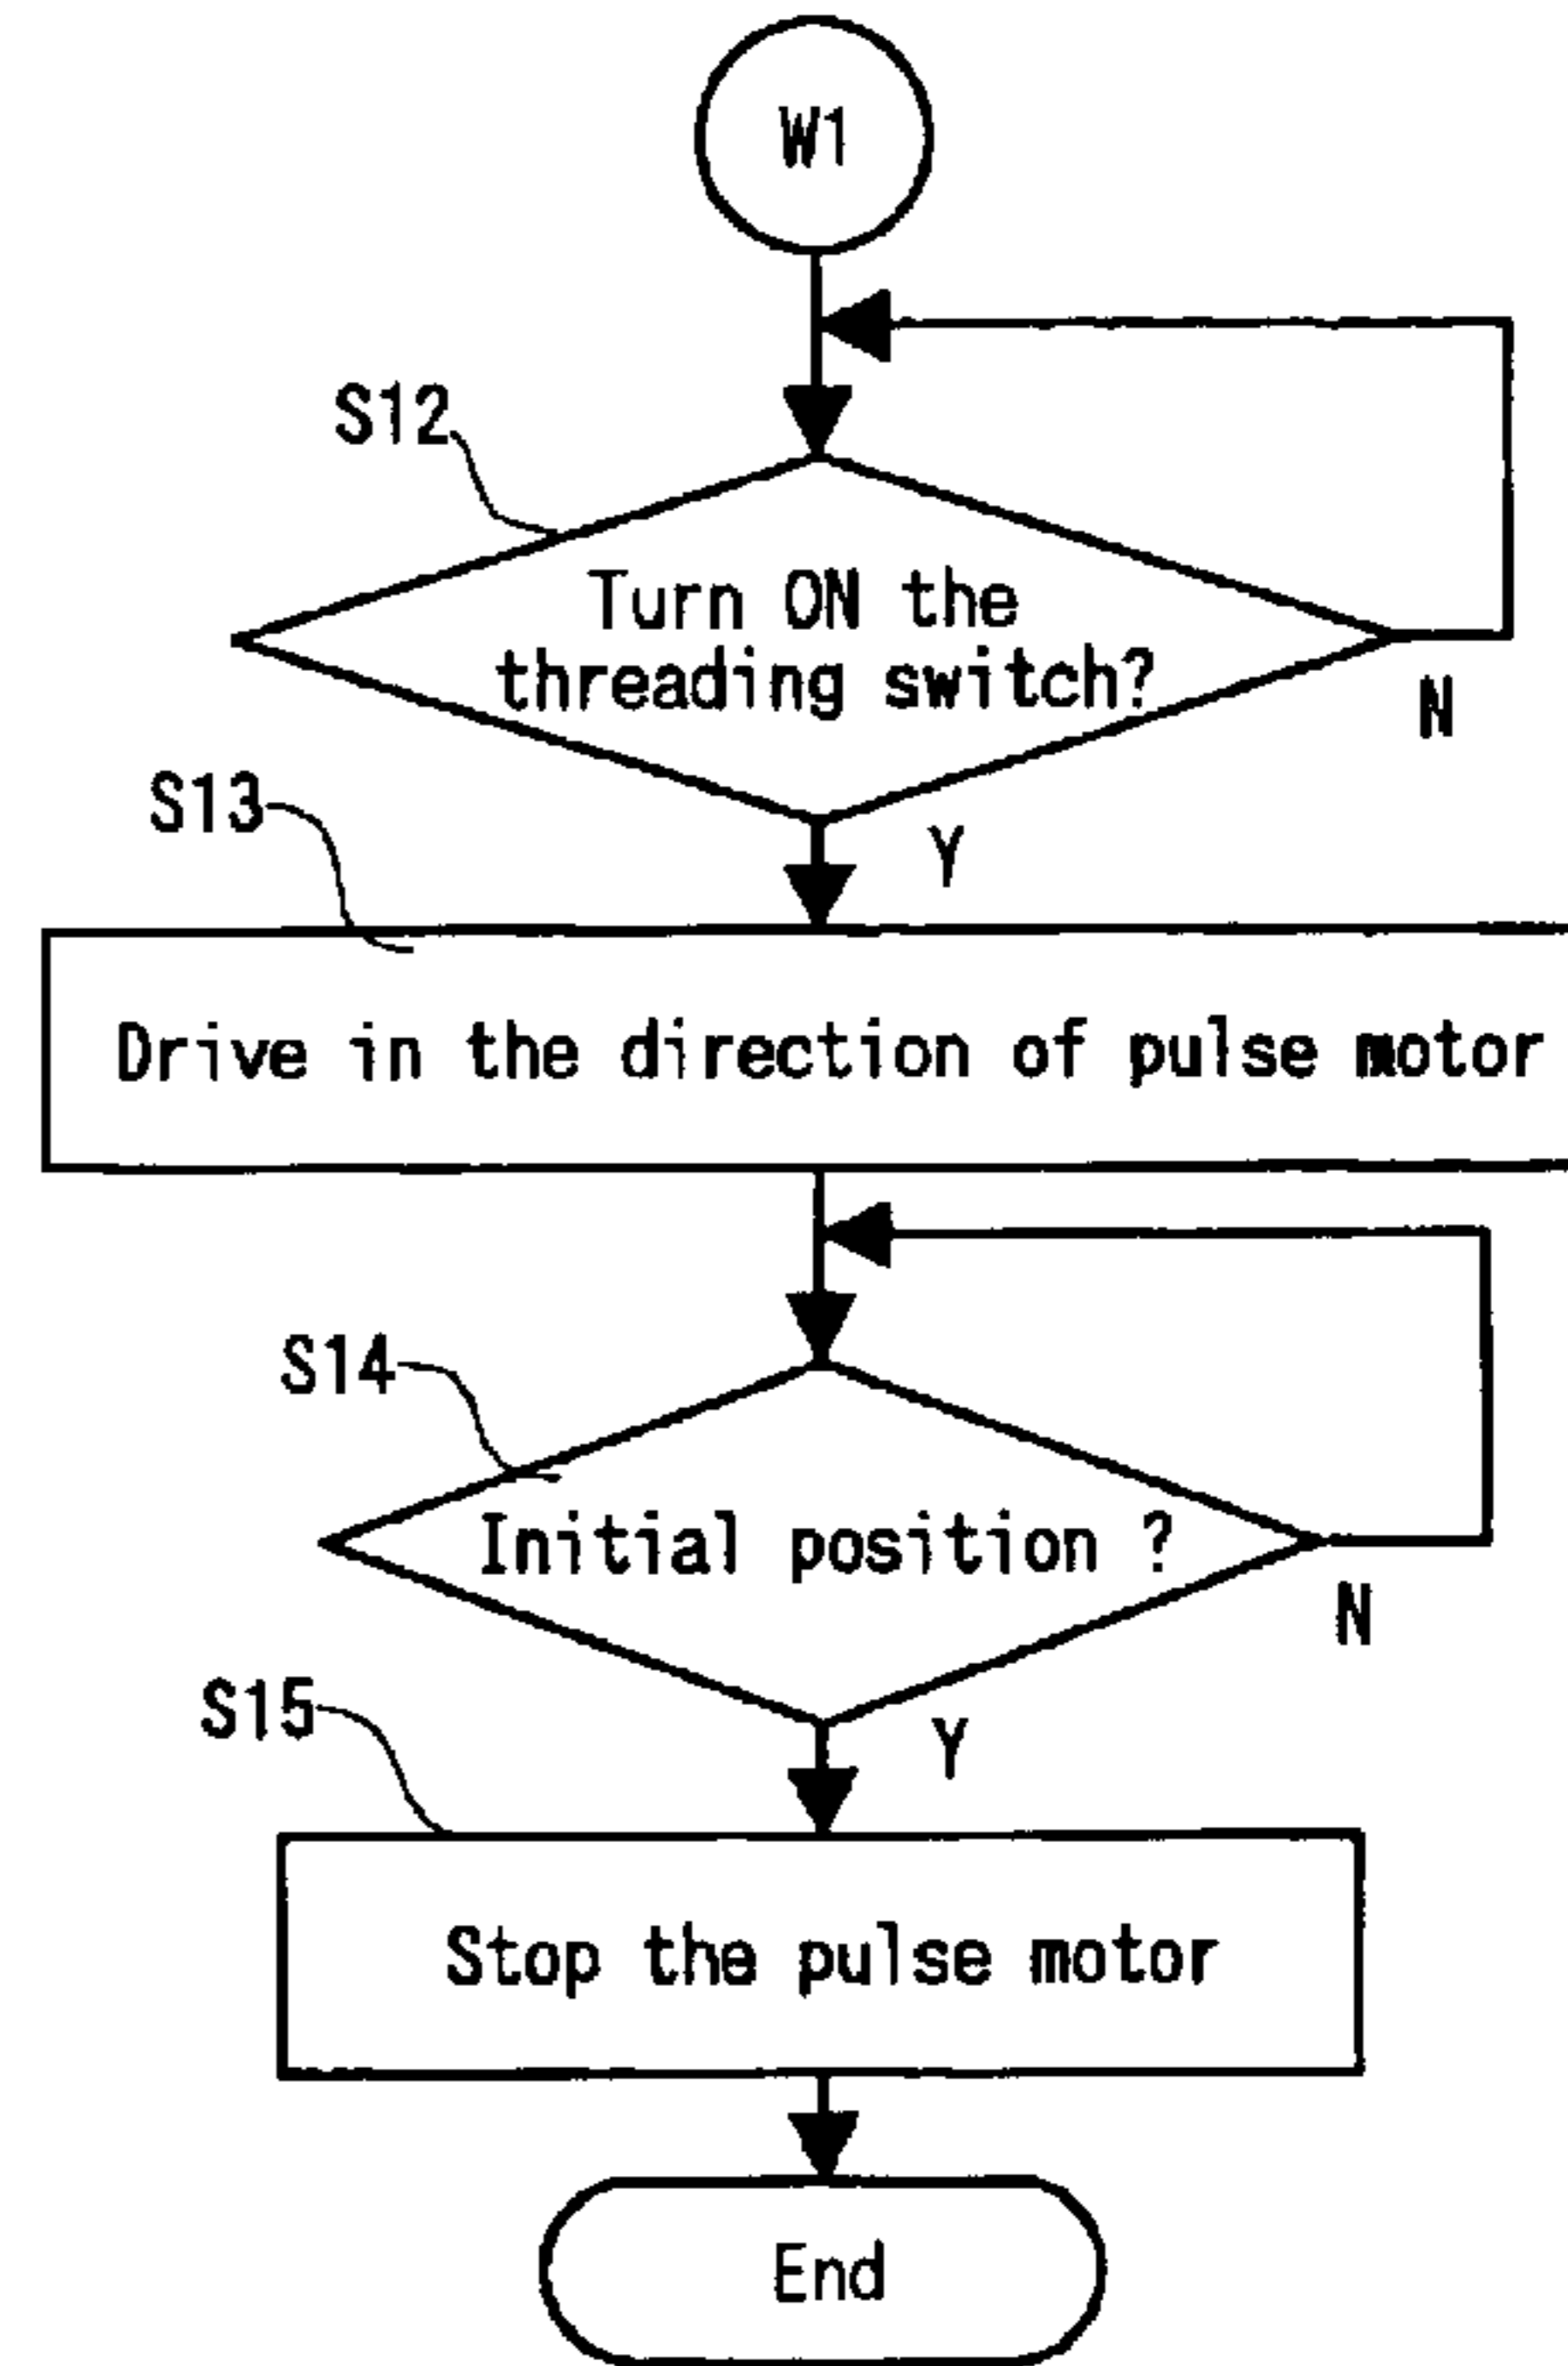 W1
S12
Turn ON the
threading switch?
N
S13
Y
Drive in the direction of pulse motor
S14
Initial position ?
N
S15
Y
Stop the pulse motor
End